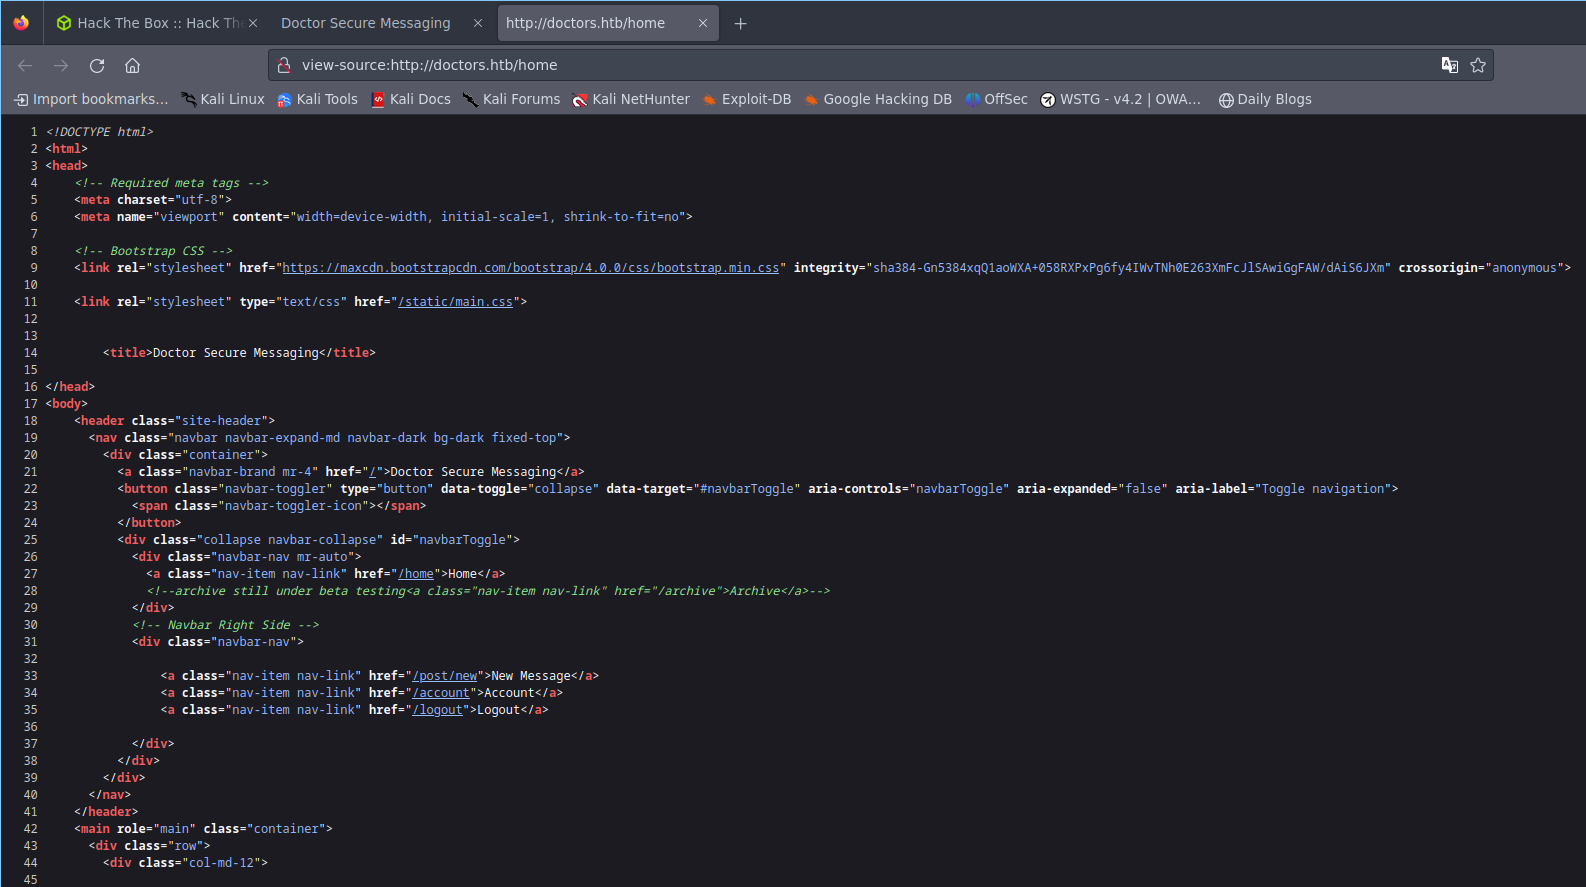 Hack The Box :: Hack The
Doctor Secure Messaging
http://doctors.htb/home
view-source:http://doctors.htb/home
Import bookmarks... Kali Linux Kali Tools Kali Docs Kali Forums Kali NetHunter Exploit-DB Google Hacking DB OffSec WSTG - v4.2 | OWA... Daily Blogs
1 <!DOCTYPE html>
2 <html>
3 <head>
4 <!-- Required meta tags -->
5 <meta charset="utf-8">
6 <meta name="viewport" content="width=device-width, initial-scale=1, shrink-to-fit=no">
7
8 <!-- Bootstrap CSS -->
9 <link rel="stylesheet" href="https://maxcdn.bootstrapcdn.com/bootstrap/4.0.0/css/bootstrap.min.css" integrity="sha384-Gn5384xqQ1aoWXA+058RXPxPg6fy4IWvTNh0E263XmFcJlSAwiGgFAW/dAiS6JXm" crossorigin="anonymous">
10
11 <link rel="stylesheet" type="text/css" href="/static/main.css">
12
13
14 <title>Doctor Secure Messaging</title>
15
16 </head>
17 <body>
18 <header class="site-header">
19 <nav class="navbar navbar-expand-md navbar-dark bg-dark fixed-top">
20 <div class="container">
21 <a class="navbar-brand mr-4" href="/">Doctor Secure Messaging</a>
22 <button class="navbar-toggler" type="button" data-toggle="collapse" data-target="#navbarToggle" aria-controls="navbarToggle" aria-expanded="false" aria-label="Toggle navigation">
23 <span class="navbar-toggler-icon"></span>
24 </button>
25 <div class="collapse navbar-collapse" id="navbarToggle">
26 <div class="navbar-nav mr-auto">
27 <a class="nav-item nav-link" href="/home">Home</a>
28 <!--archive still under beta testing<a class="nav-item nav-link" href="/archive">Archive</a>-->
29 </div>
30 <!-- Navbar Right Side -->
31 <div class="navbar-nav">
32
33 <a class="nav-item nav-link" href="/post/new">New Message</a>
34 <a class="nav-item nav-link" href="/account">Account</a>
35 <a class="nav-item nav-link" href="/logout">Logout</a>
36
37 </div>
38 </div>
39 </div>
40 </nav>
41 </header>
42 <main role="main" class="container">
43 <div class="row">
44 <div class="col-md-12">
45